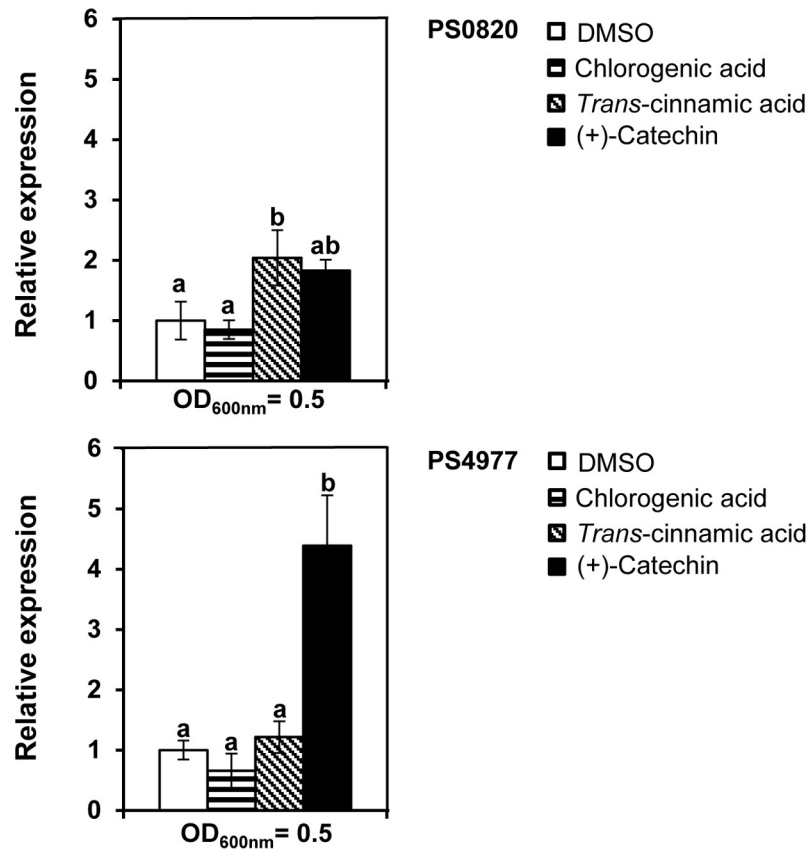 6
5
4
3
2
1
0
Relative expression
a
a
b
ab
OD600nm= 0.5
PS0820
DMSO
Chlorogenic acid
Trans-cinnamic acid
(+)-Catechin
6
5
4
3
2
1
0
Relative expression
a
a
a
b
OD600nm= 0.5
PS4977
DMSO
Chlorogenic acid
Trans-cinnamic acid
(+)-Catechin